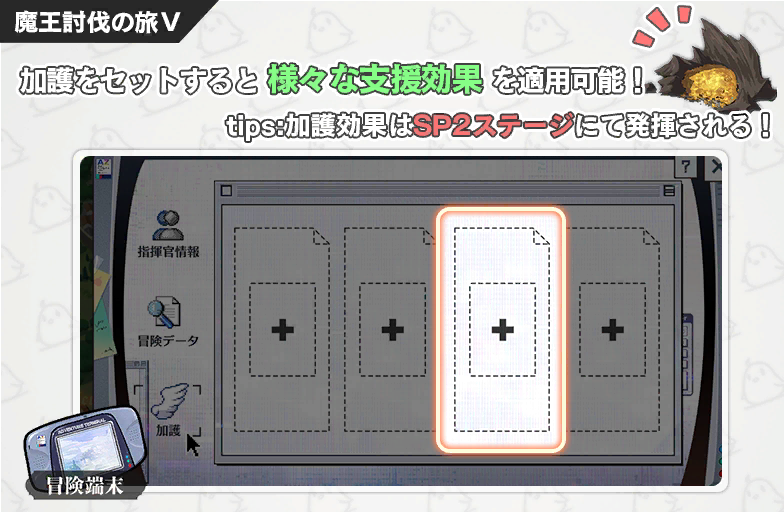 魔王討伐の旅Ⅴ
加護をセットすると 様々な支援効果 を適用可能！
tips:加護効果はSP2ステージにて発揮される！
?
指揮官情報
冒険データ
加護
ADVENTURE TERMINAL
冒険端末